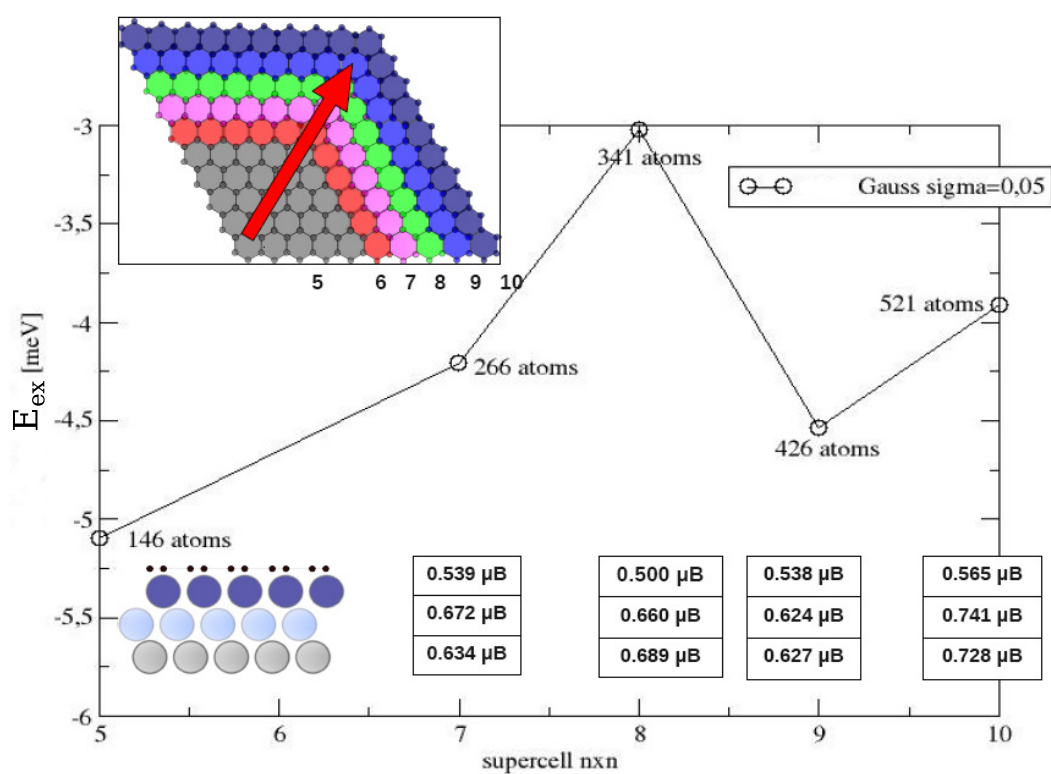 -3
-3,5
-4
-4,5
-5
-5,5
-6
E_ex [meV]
5 6 7 8 9 10
341 atoms
Gauss sigma=0,05
521 atoms
266 atoms
426 atoms
146 atoms
0.539 µB
0.672 µB
0.634 µB
0.500 µB
0.660 µB
0.689 µB
0.538 µB
0.624 µB
0.627 µB
0.565 µB
0.741 µB
0.728 µB
5 6 7 8 9 10
supercell nxn